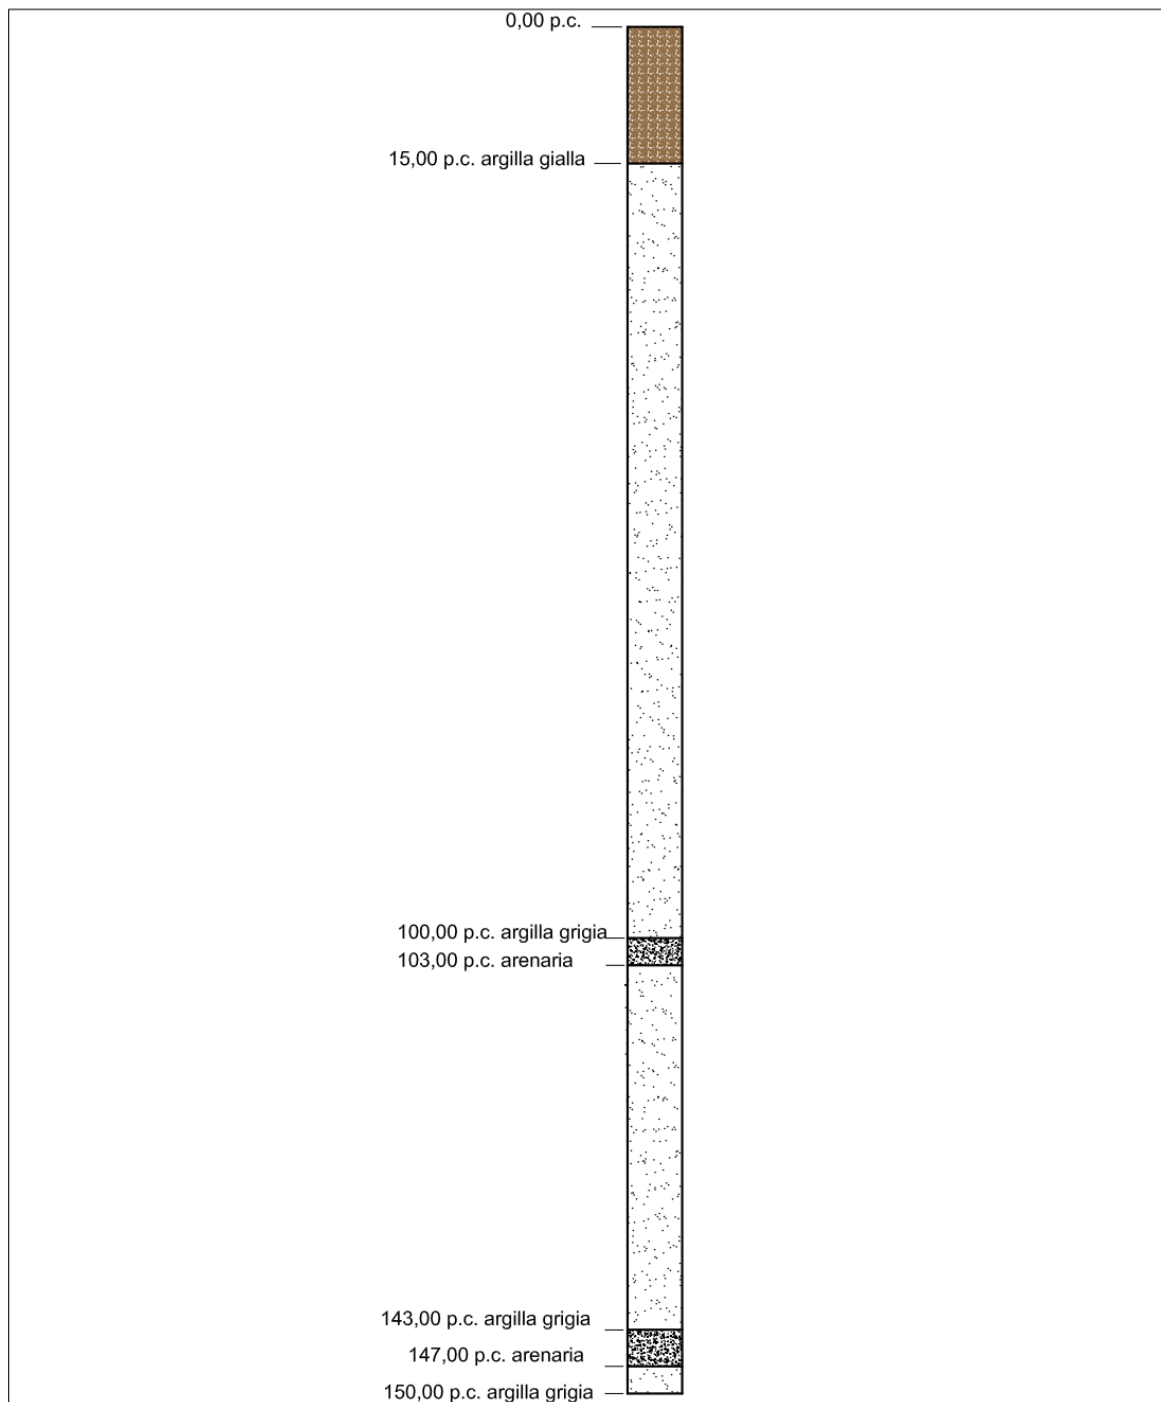 0,00 p.c.
15,00 p.c. argilla gialla
100,00 p.c. argilla grigia
103,00 p.c. arenaria
143,00 p.c. argilla grigia
147,00 p.c. arenaria
150,00 p.c. argilla grigia